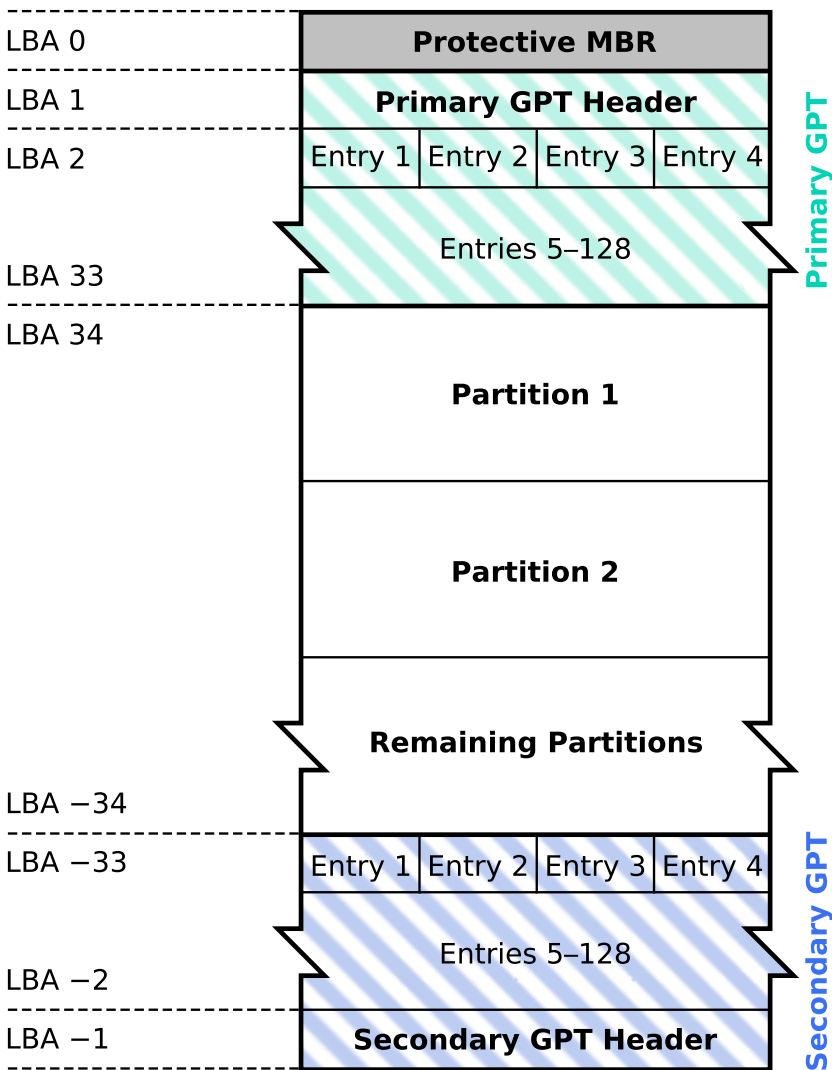 LBA 0
Protective MBR
LBA 1
Primary GPT Header
LBA 2
Entry 1 Entry 2 Entry 3 Entry 4
Entries 5–128
LBA 33
Primary GPT
LBA 34
Partition 1
Partition 2
Remaining Partitions
LBA −34
LBA −33
Entry 1 Entry 2 Entry 3 Entry 4
Entries 5–128
LBA −2
LBA −1
Secondary GPT Header
Secondary GPT